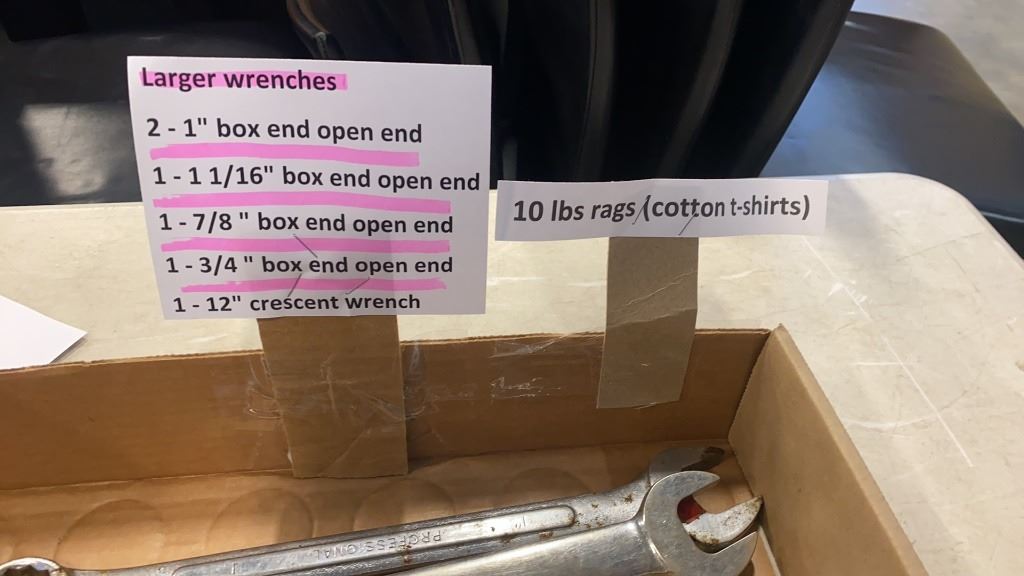 Larger wrenches
2 - 1" box end open end
1 - 1 1/16" box end open end
1 - 7/8 " box end open end
1 - 3/4 " box end open end
1 - 12" crescent wrench
10 lbs rags (cotton t-shirts)
PROFESSIONAL
1"